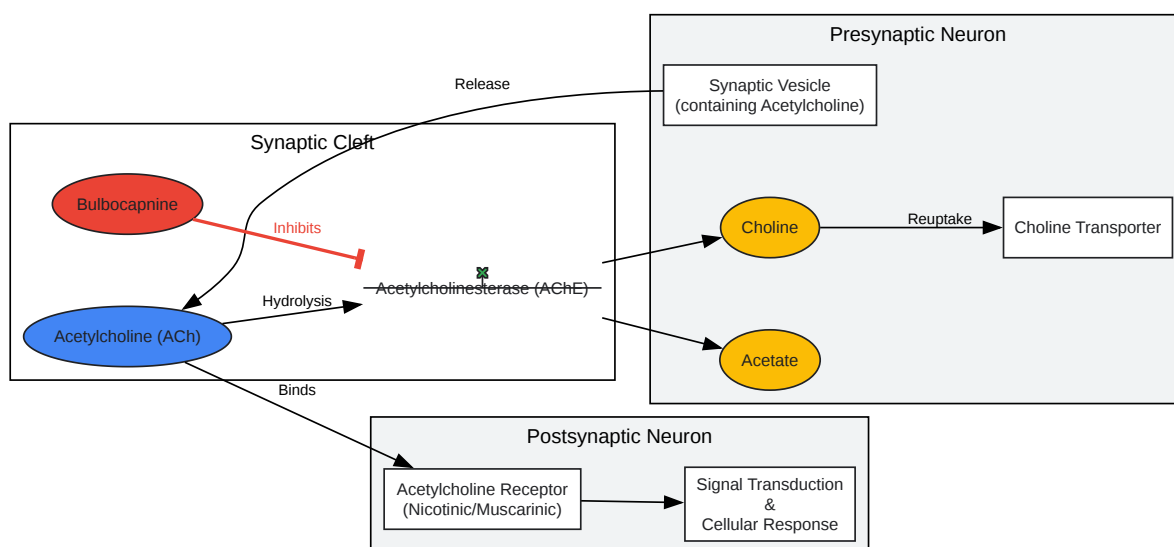 Presynaptic Neuron
Synaptic Vesicle
(containing Acetylcholine)
Release
Synaptic Cleft
Bulbocapnine
Inhibits
Choline
Reuptake
Choline Transporter
Acetylcholinesterase (AChE)
Hydrolysis
Acetylcholine (ACh)
Acetate
Binds
Postsynaptic Neuron
Acetylcholine Receptor
(Nicotinic/Muscarinic)
Signal Transduction
&
Cellular Response